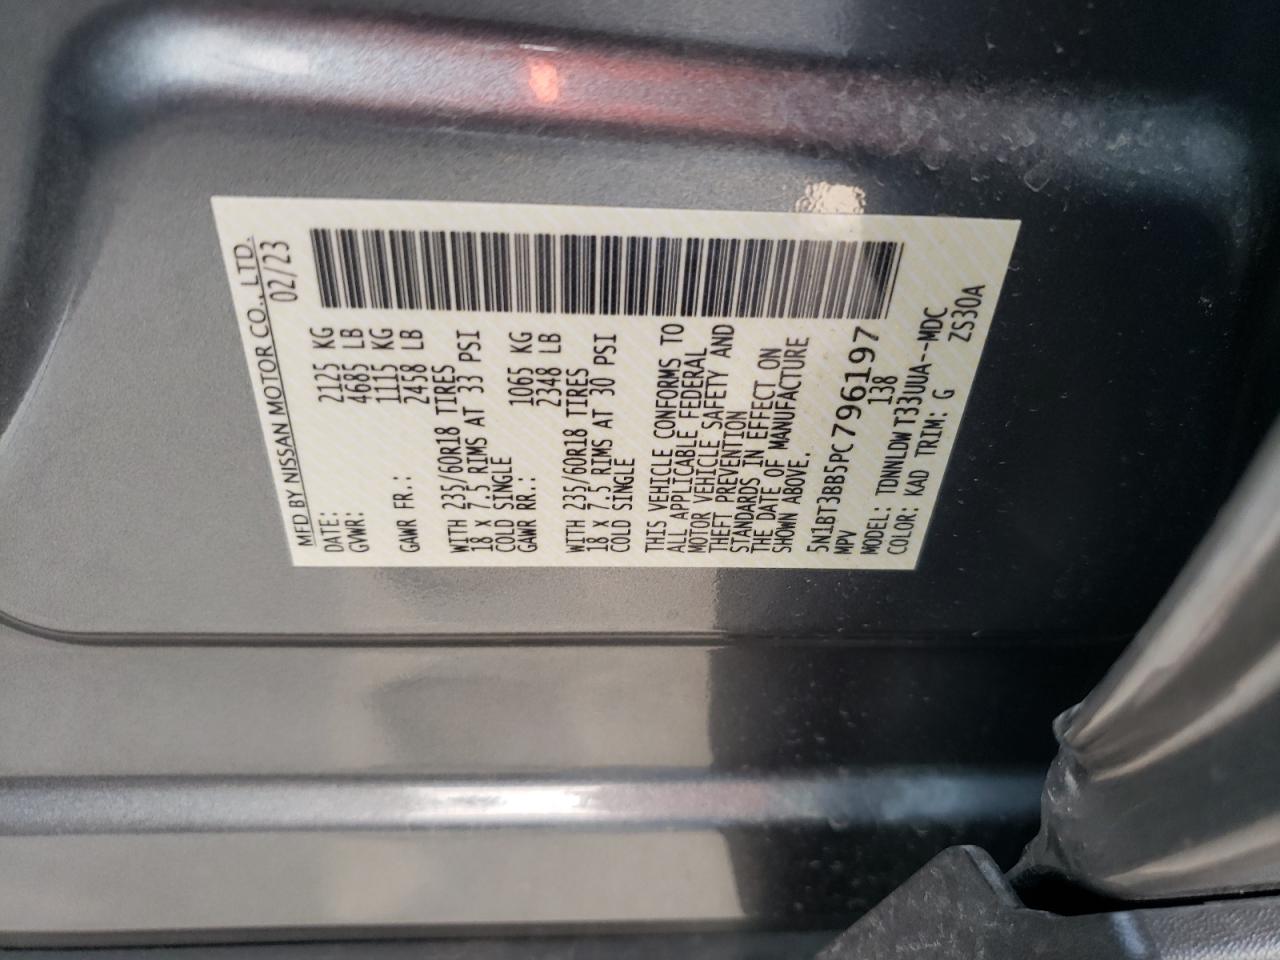 MFD BY NISSAN MOTOR CO., LTD.
DATE: 02/23
GVWR: 2125 KG
4685 LB
GAWR FR.: 1115 KG
2458 LB
WITH 235/60R18 TIRES
18 X 7.5 RIMS AT 33 PSI
COLD SINGLE
GAWR RR.: 1065 KG
2348 LB
WITH 235/60R18 TIRES
18 X 7.5 RIMS AT 30 PSI
COLD SINGLE
THIS VEHICLE CONFORMS TO
ALL APPLICABLE FEDERAL
MOTOR VEHICLE SAFETY AND
THEFT PREVENTION
STANDARDS IN EFFECT ON
THE DATE OF MANUFACTURE
SHOWN ABOVE.
5N1BT3BB5PC796197
MPV 138
MODEL: TDNNLDW T33UUA---MDC
COLOR: KAD TRIM: G ZS30A